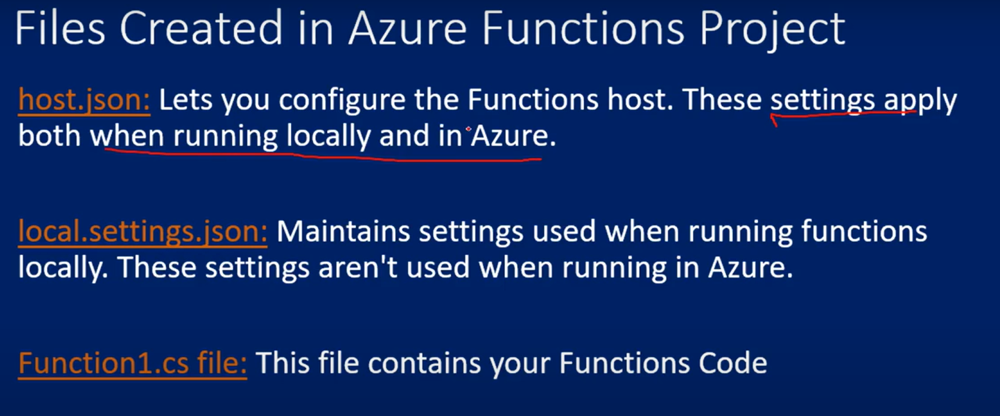 Files Created in Azure Functions Project
host.json: Lets you configure the Functions host. These settings apply
both when running locally and in Azure.
local.settings.json: Maintains settings used when running functions
locally. These settings aren't used when running in Azure.
Function1.cs file: This file contains your Functions Code